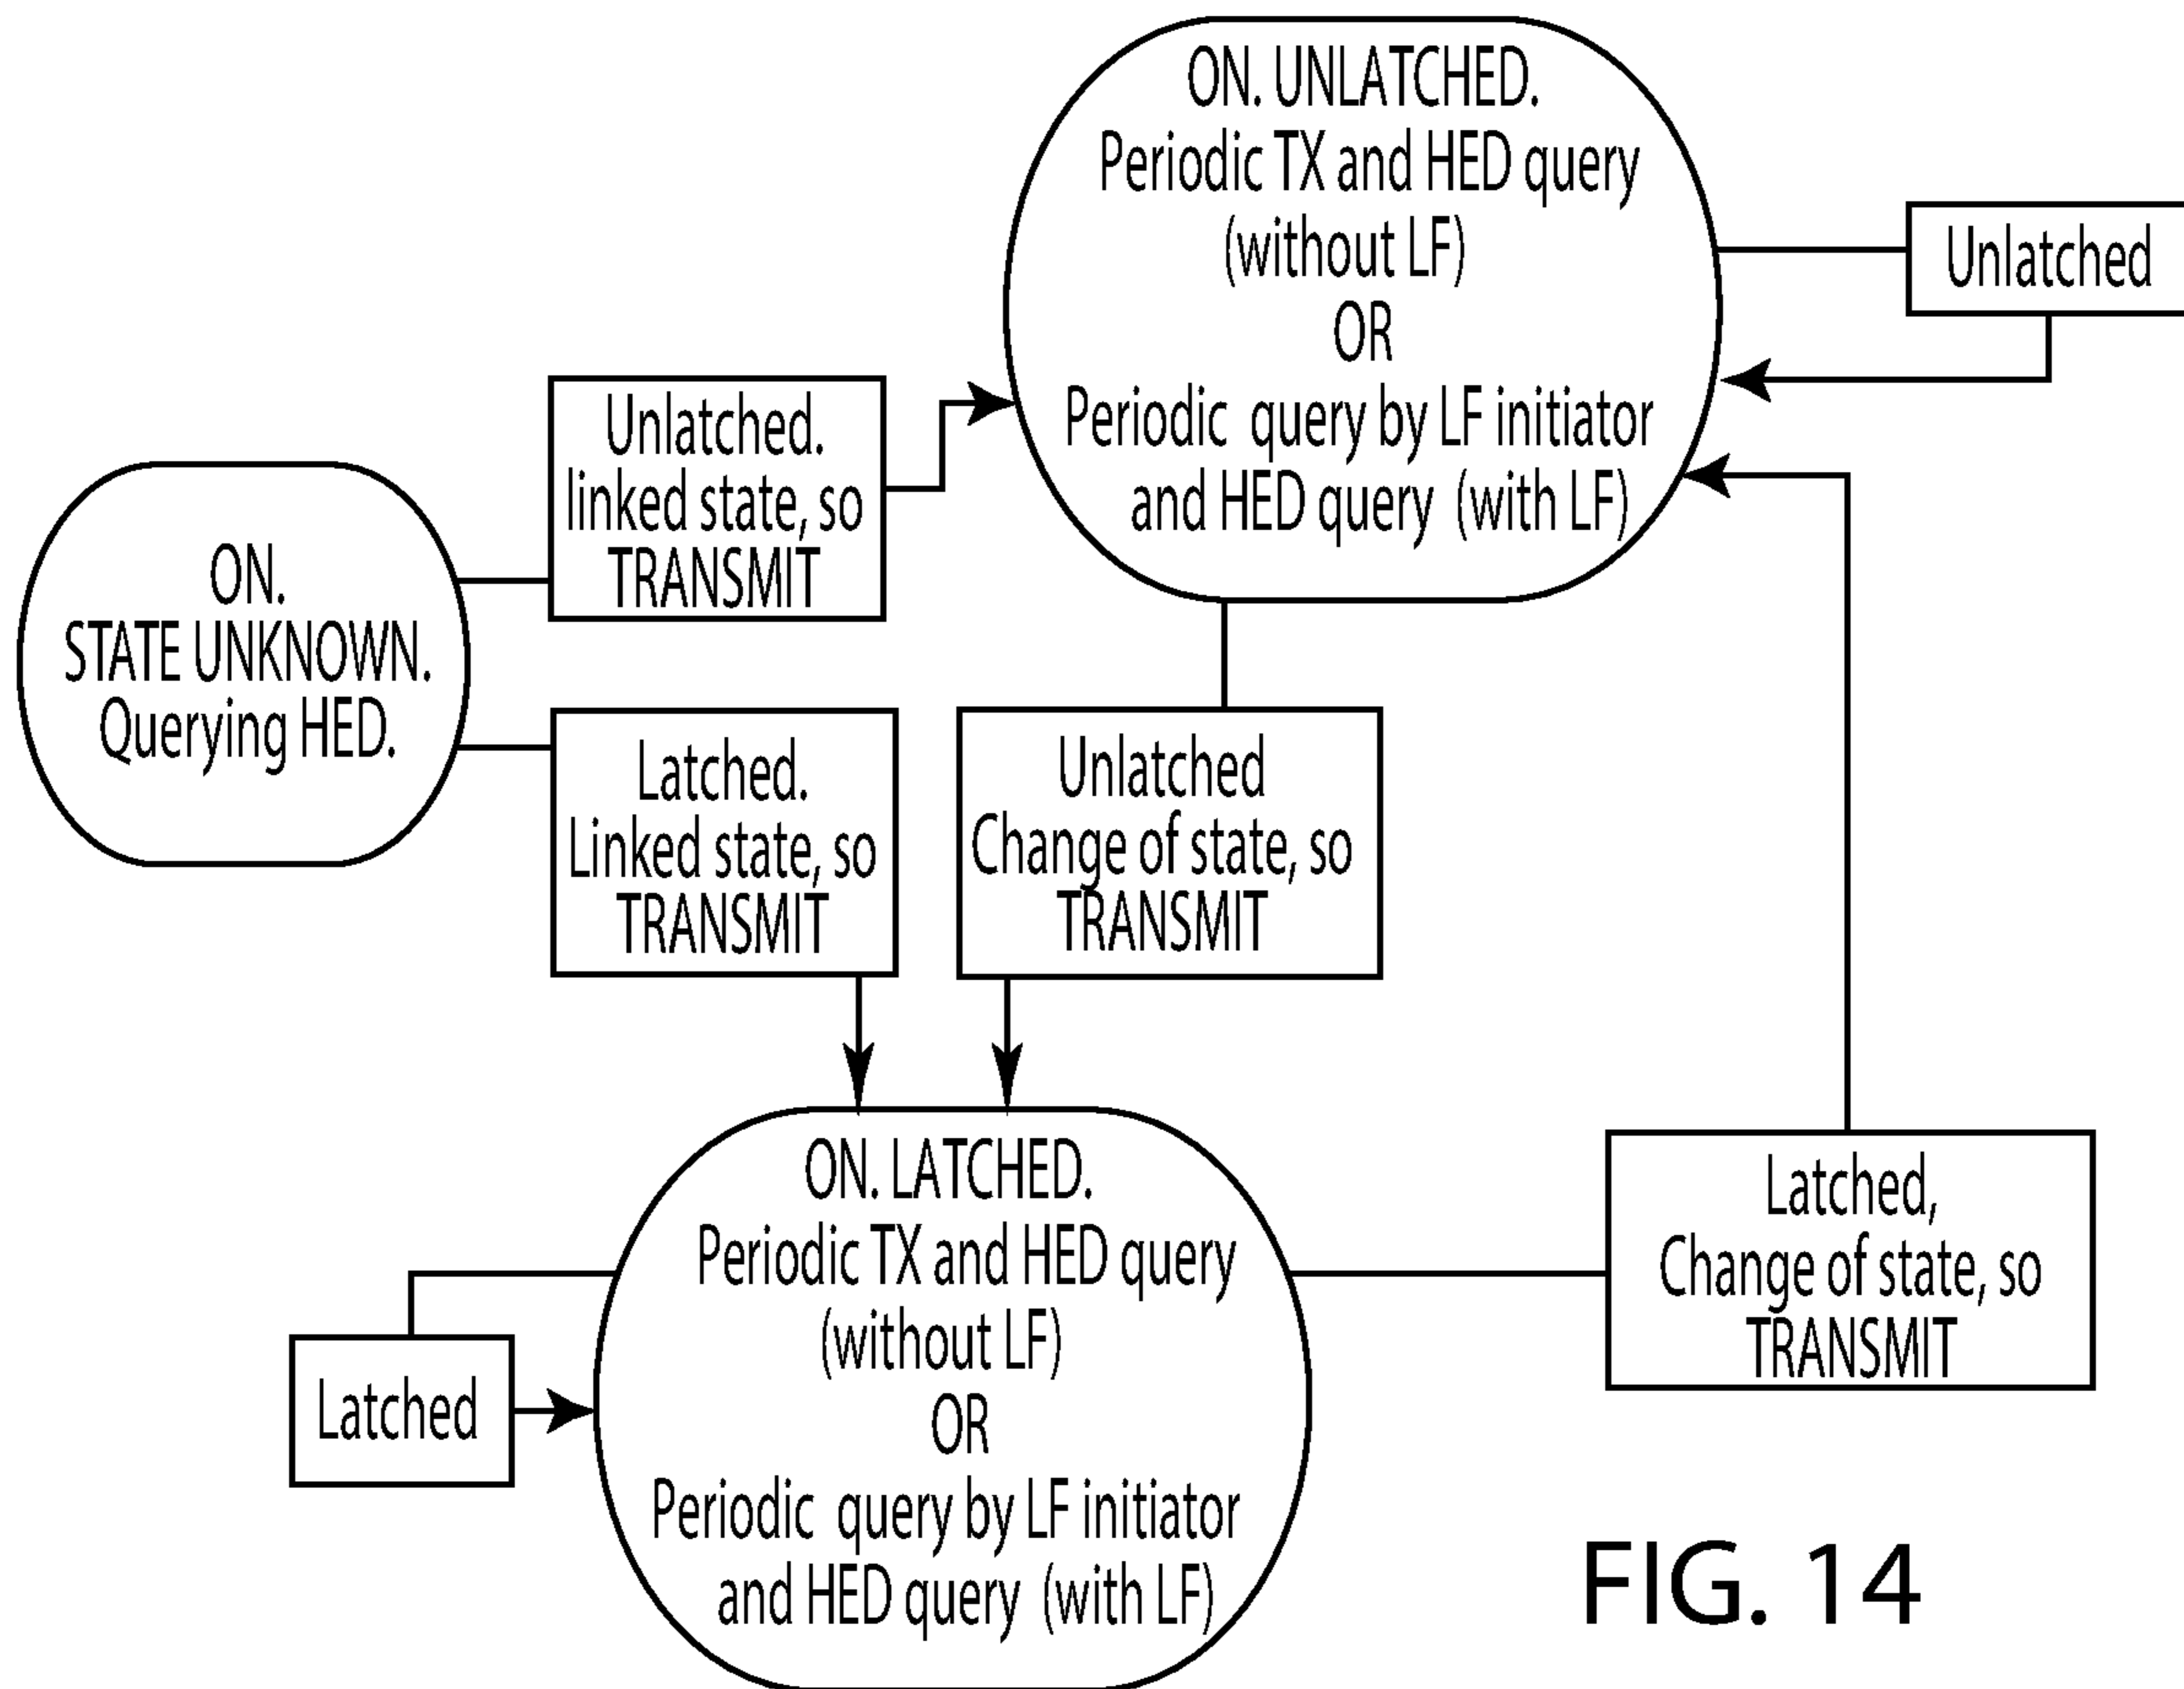 ON. UNLATCHED.
Periodic TX and HED query
(without LF)
OR
Periodic query by LF initiator
and HED query (with LF)
Unlatched
Unlatched.
linked state, so
TRANSMIT
ON.
STATE UNKNOWN.
Querying HED.
Latched.
Linked state, so
TRANSMIT
Unlatched
Change of state, so
TRANSMIT
ON. LATCHED.
Periodic TX and HED query
(without LF)
OR
Periodic query by LF initiator
and HED query (with LF)
Latched
Latched,
Change of state, so
TRANSMIT
FIG. 14